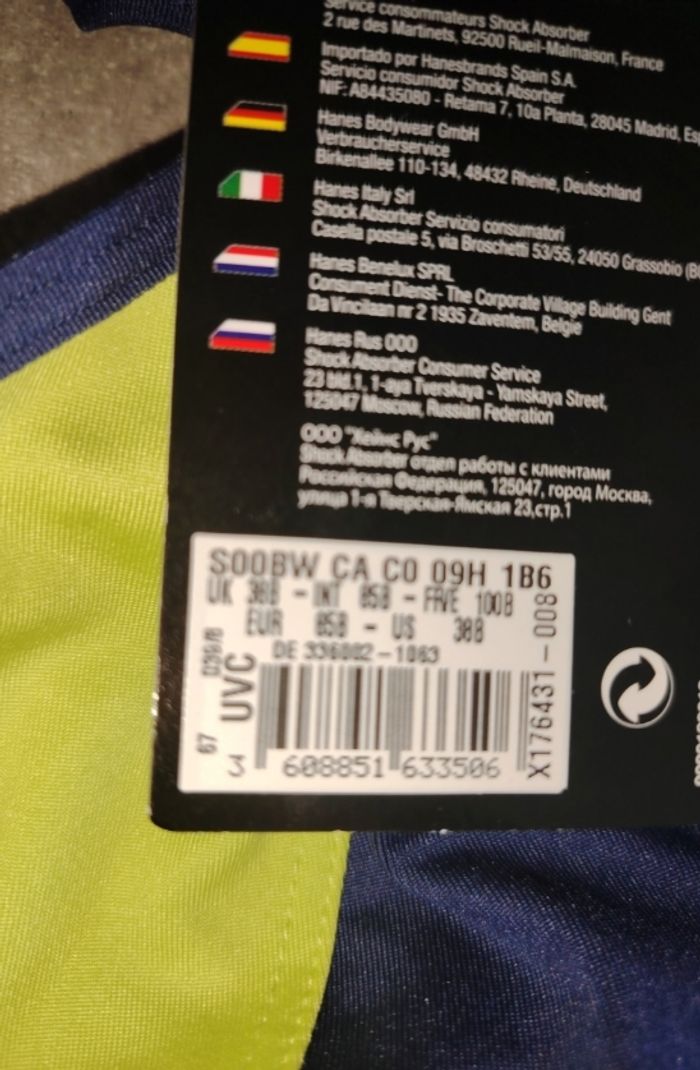 Service consommateurs Shock Absorber
2 rue des Martinets, 92500 Rueil-Malmaison, France
Importado por Hanesbrands Spain S.A.
Servicio consumidor Shock Absorber
NIF: A84435080 - Retama 7, 10a Planta, 28045 Madrid,
Hanes Bodywear GmbH
Verbraucherservice
Birkenallee 110-134, 48432 Rheine, Deutschland
Hanes Italy Srl
Shock Absorber Servizio consumatori
Casella postale 5, via Broschetti 53/55, 24050 Grassobio
Hanes Benelux SPRL
Consument Dienst- The Corporate Village Building Gent
Da Vincilaan nr 2 1935 Zaventem, Belgie
Hanes Rus OOO
Shock Absorber Consumer Service
23 bld.1, 1-aya Tverskaya - Yamskaya Street,
125047 Moscow, Russian Federation
ООО "Хейнс Рус"
Shock Absorber отдел работы с клиентами
Российская Федерация, 125047, город Москва,
улица 1-я Тверская-Ямская 23,стр.1
S00BW CA C0 09H 1B6
UK 38B - INT 85B - FR/E 100B
EUR 85B - US 38B
DE 336002-1063
UVC
67
X176431-008
3 608851 633506